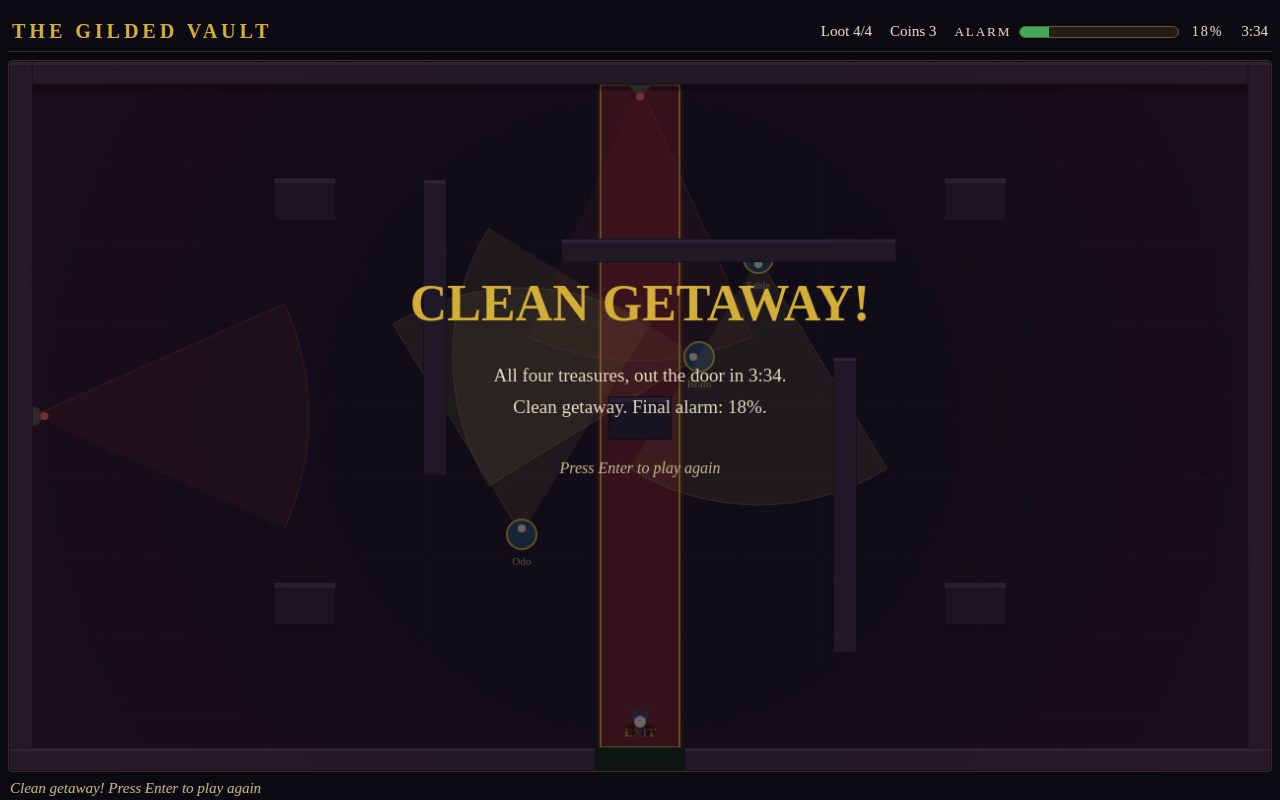 THE GILDED VAULT
Loot 4/4 Coins 3 ALARM 18% 3:34
Sable
CLEAN GETAWAY!
All four treasures, out the door in 3:34.
Bram
Clean getaway. Final alarm: 18%.
Press Enter to play again
Odo
EXIT
Clean getaway! Press Enter to play again